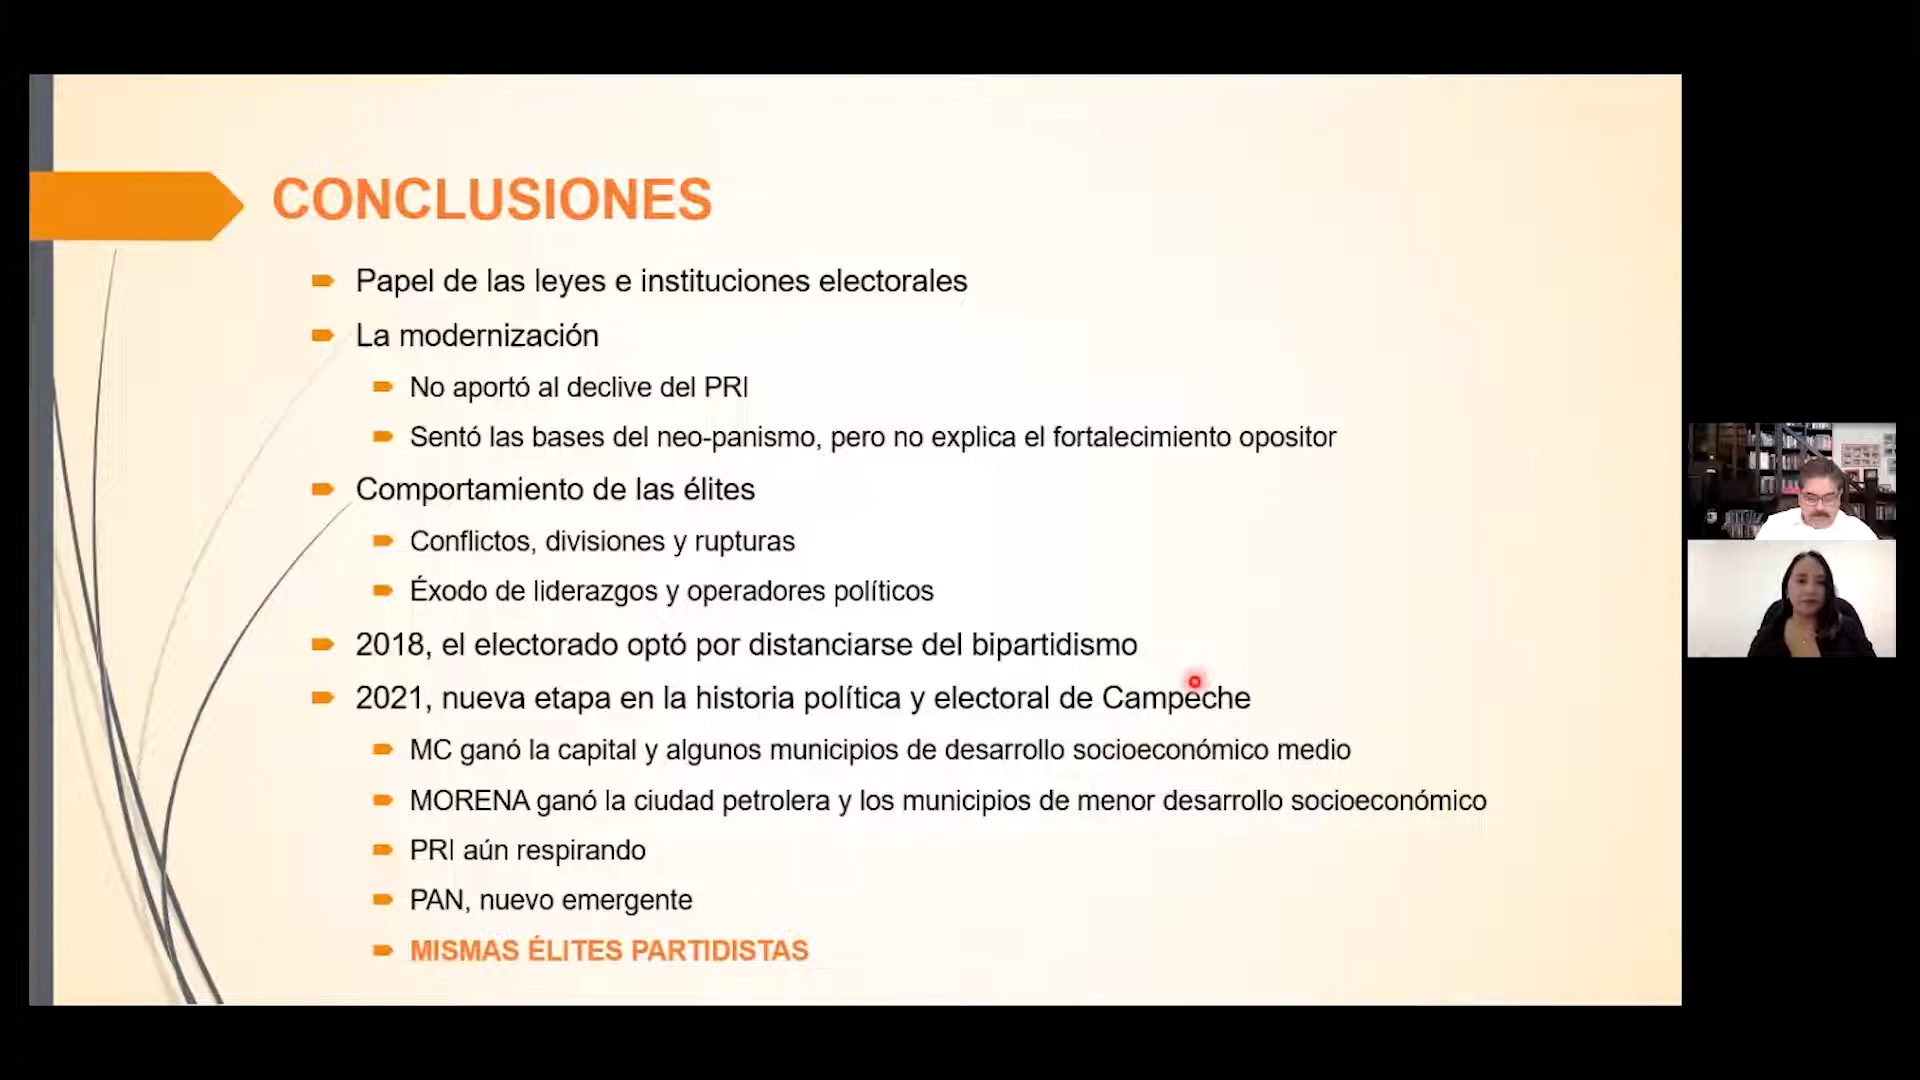 CONCLUSIONES
Papel de las leyes e instituciones electorales
La modernización
No aportó al declive del PRI
Sentó las bases del neo-panismo, pero no explica el fortalecimiento opositor
Comportamiento de las élites
Conflictos, divisiones y rupturas
Éxodo de liderazgos y operadores políticos
2018, el electorado optó por distanciarse del bipartidismo
2021, nueva etapa en la historia política y electoral de Campeche
MC ganó la capital y algunos municipios de desarrollo socioeconómico medio
MORENA ganó la ciudad petrolera y los municipios de menor desarrollo socioeconómico
PRI aún respirando
PAN, nuevo emergente
MISMAS ÉLITES PARTIDISTAS